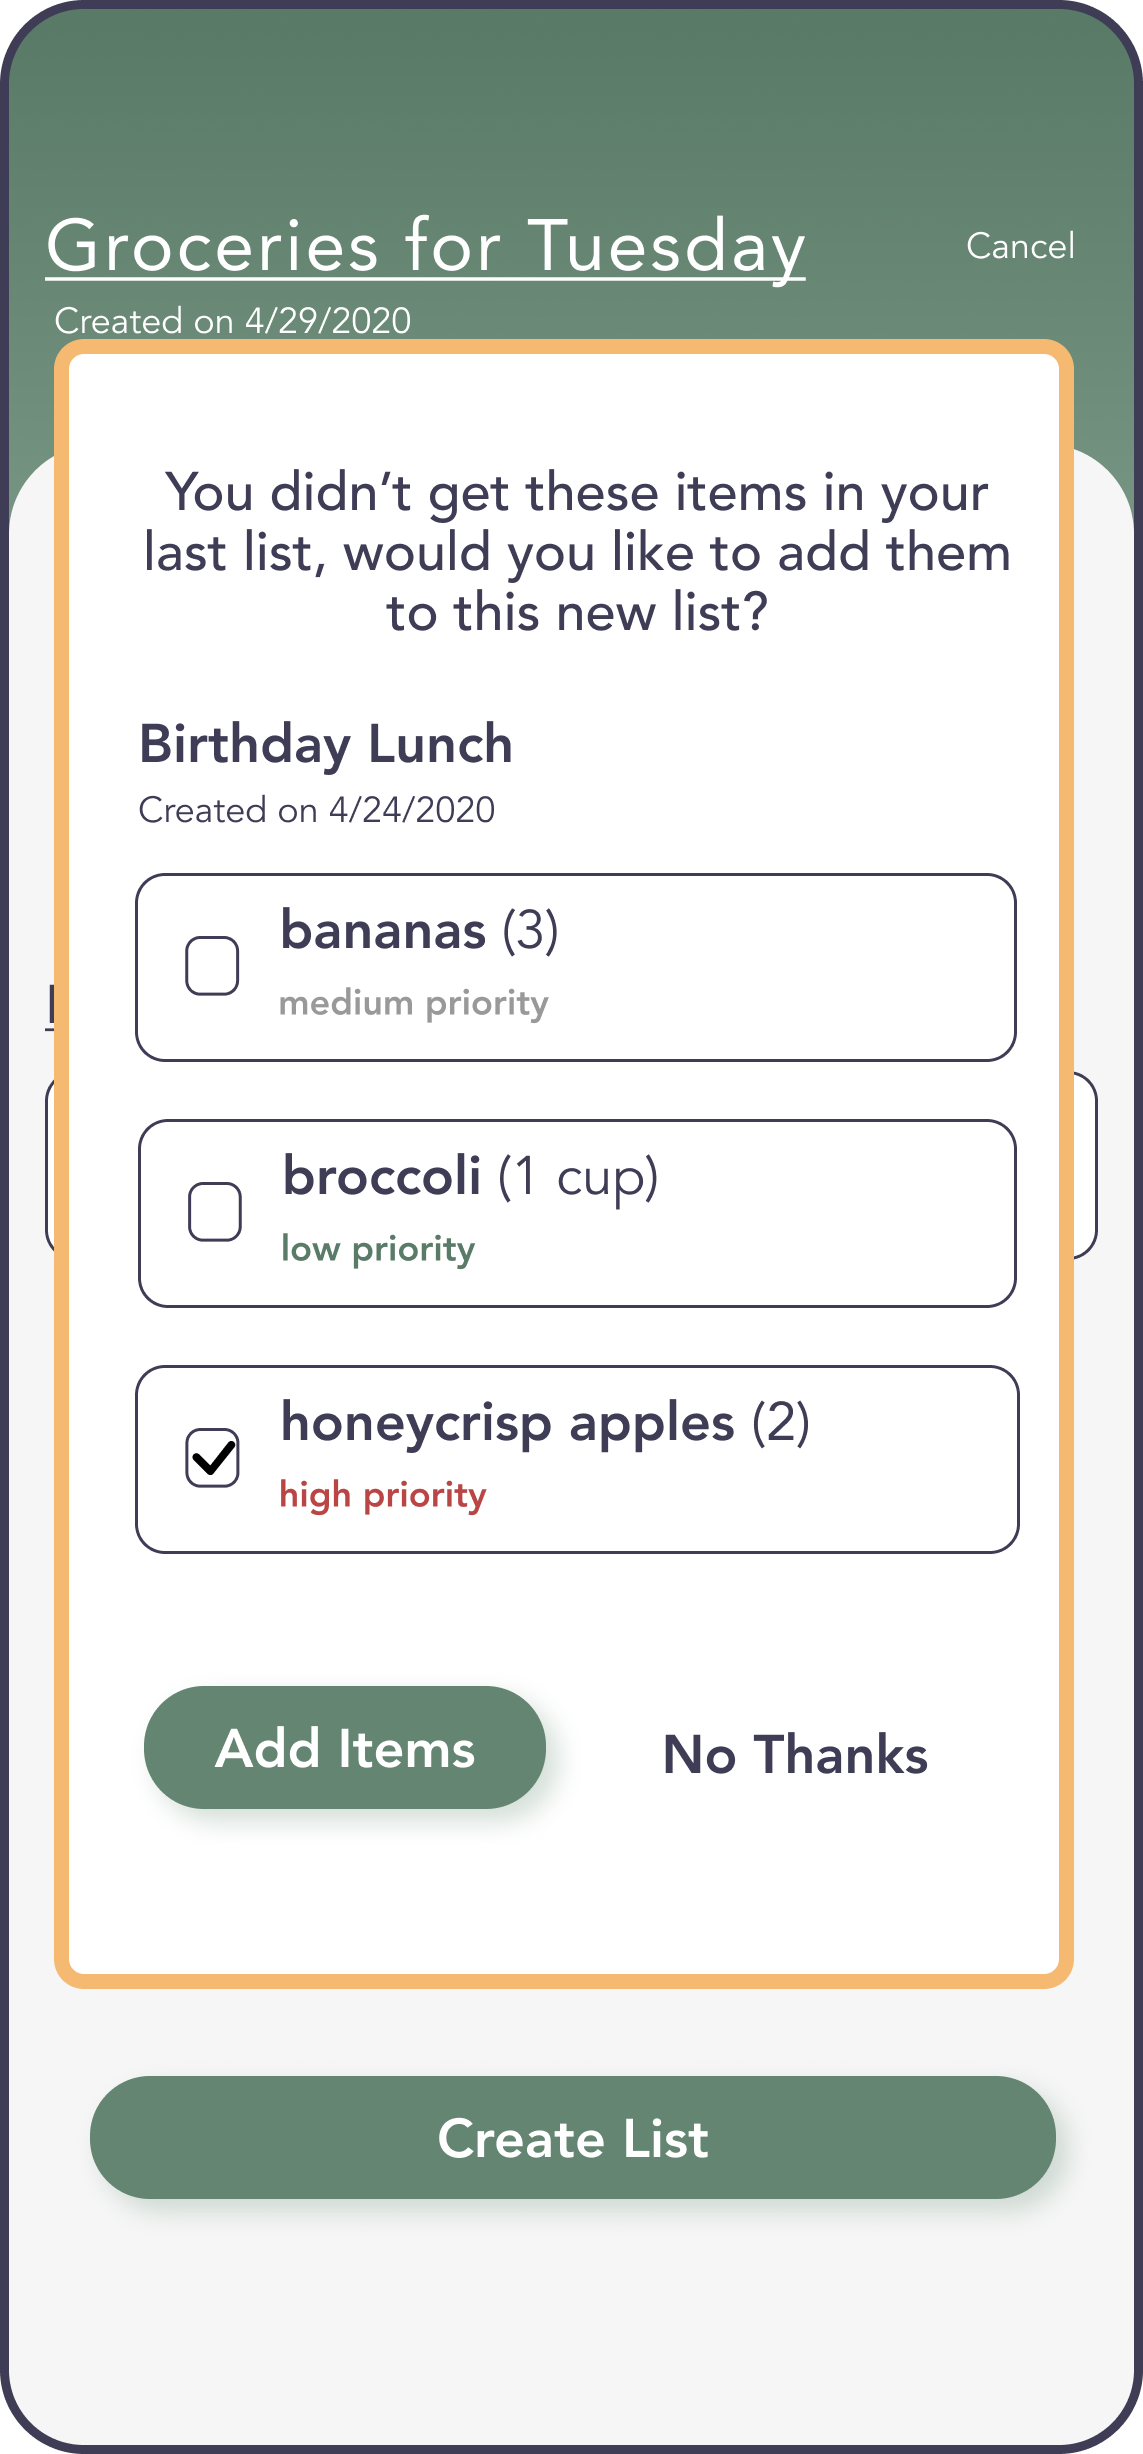 Groceries for Tuesday
Cancel
Created on 4/29/2020
You didn’t get these items in your
last list, would you like to add them
to this new list?
Birthday Lunch
Created on 4/24/2020
bananas (3)
medium priority
broccoli (1 cup)
low priority
honeycrisp apples (2)
high priority
Add Items
No Thanks
Create List